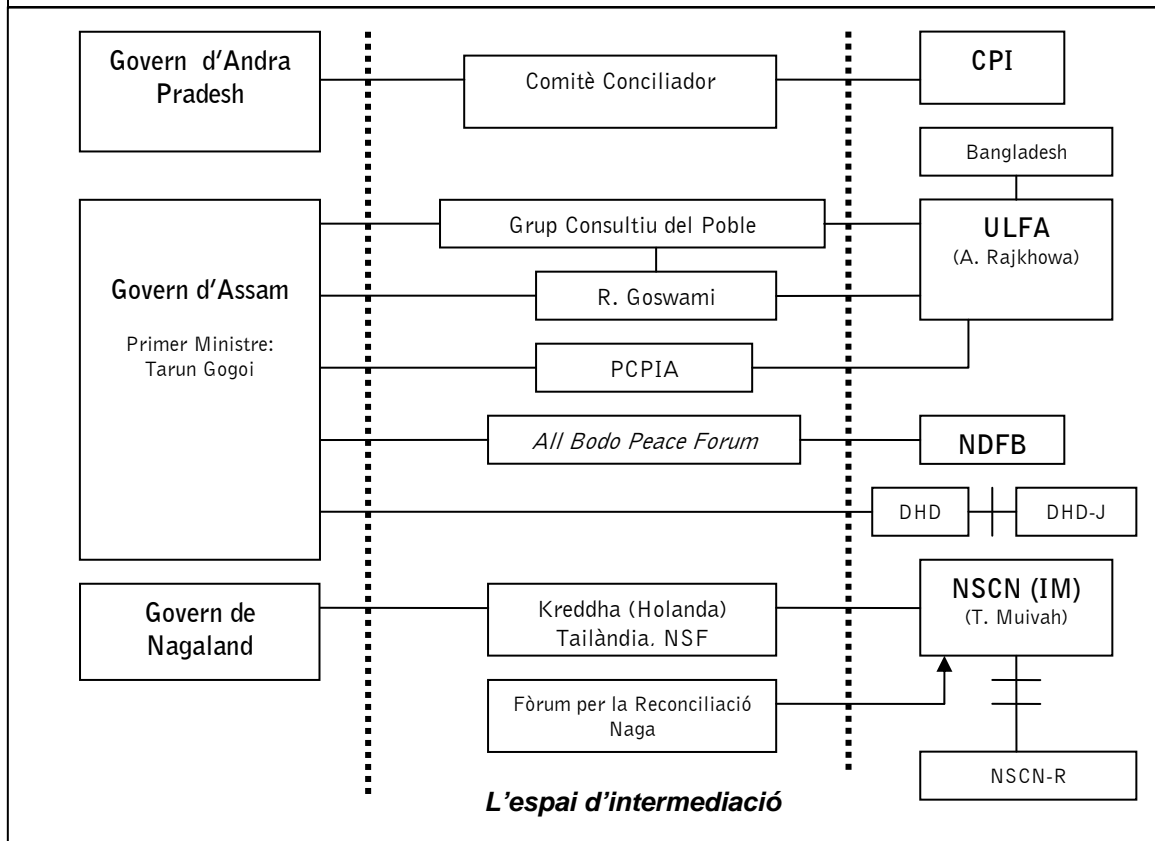 Govern d'Andra
Pradesh
Comitè Conciliador
CPI
Bangladesh
Grup Consultiu del Poble
ULFA
(A. Rajkhowa)
Govern d'Assam
Primer Ministre:
Tarun Gogoi
R. Goswami
PCPIA
All Bodo Peace Forum
NDFB
DHD
DHD-J
Govern de
Nagaland
Kreddha (Holanda)
Tailàndia. NSF
NSCN (IM)
(T. Muivah)
Fòrum per la Reconciliació
Naga
NSCN-R
L'espai d'intermediació